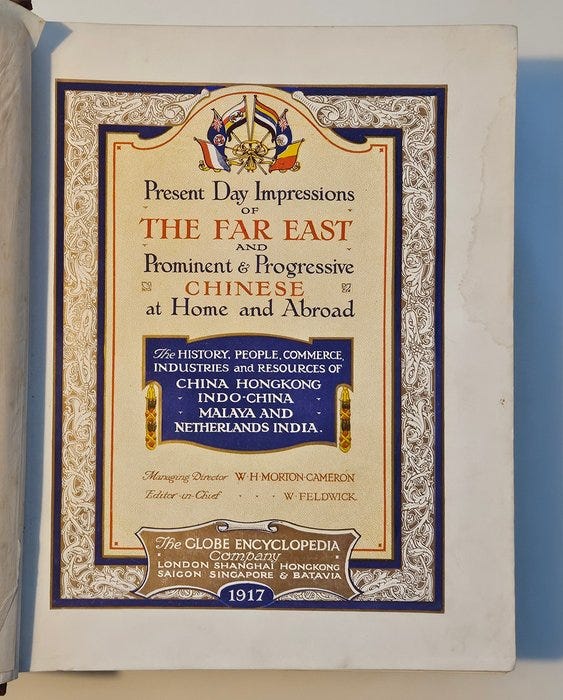 Present Day Impressions
OF
THE FAR EAST
AND
Prominent & Progressive
CHINESE
at Home and Abroad
The HISTORY, PEOPLE, COMMERCE,
INDUSTRIES and RESOURCES OF
CHINA HONGKONG
INDO-CHINA
MALAYA AND
NETHERLANDS INDIA.
Managing Director W·H·MORTON-CAMERON
Editor-in-Chief · · · W·FELDWICK
The GLOBE ENCYCLOPEDIA
Company
LONDON SHANGHAI HONGKONG
SAIGON SINGAPORE & BATAVIA
1917